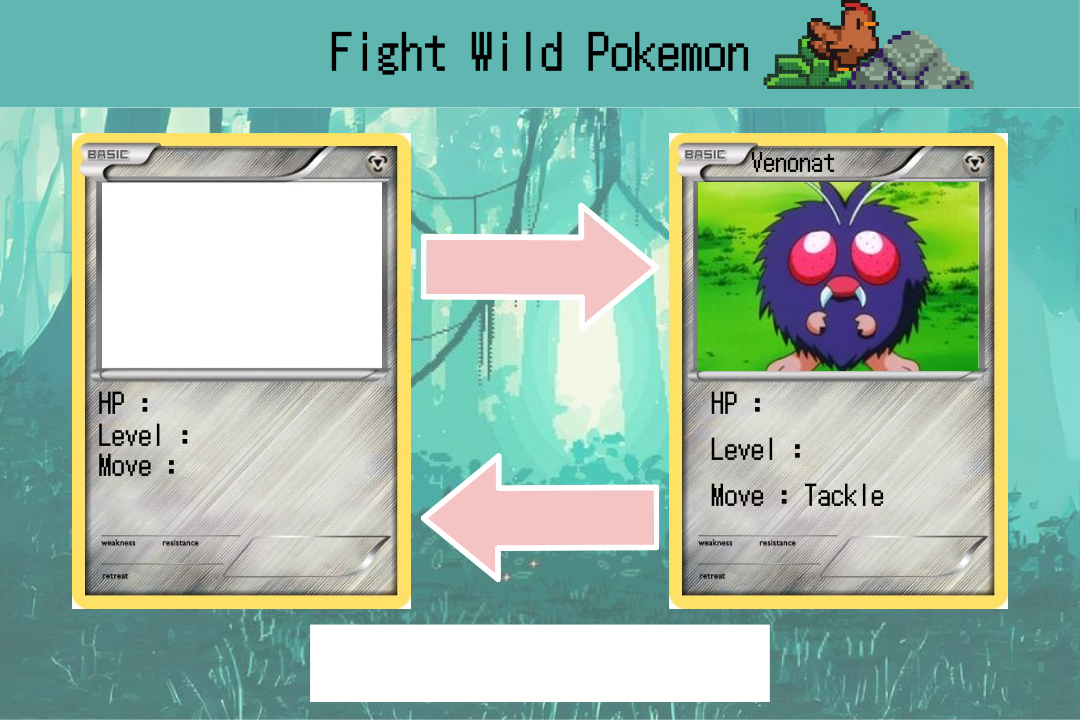 Fight Wild Pokemon
BASIC
HP :
Level :
Move :
weakness resistance
retreat
BASIC Venonat
HP :
Level :
Move : Tackle
weakness resistance
retreat